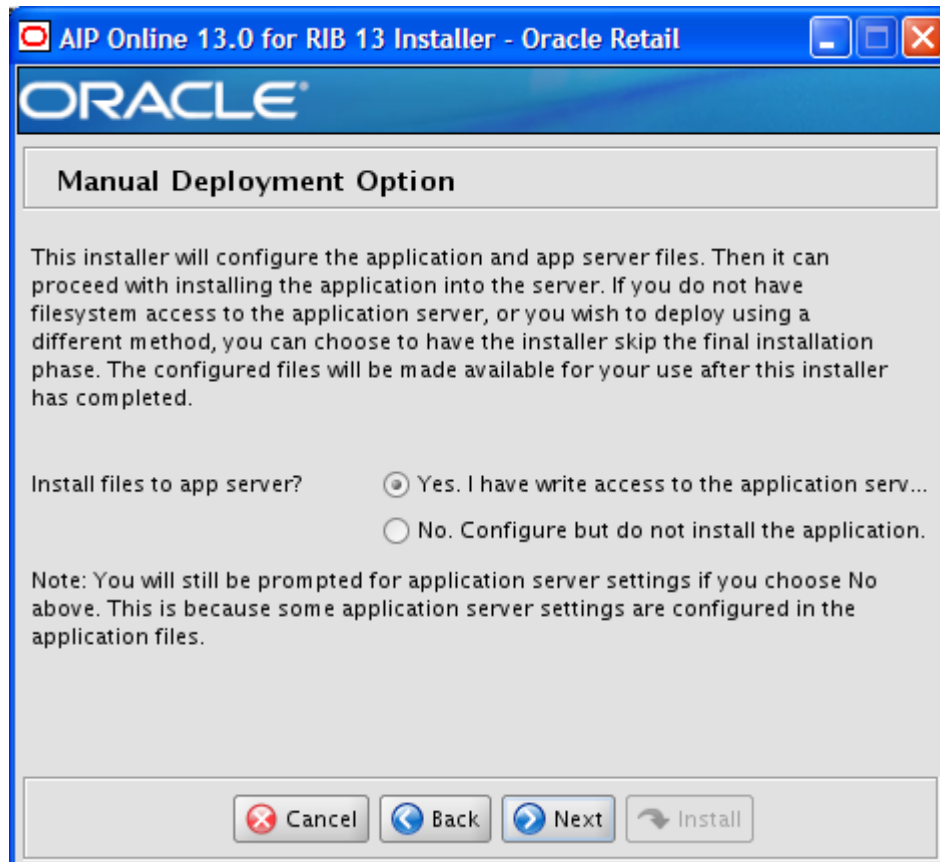 AIP Online 13.0 for RIB 13 Installer - Oracle Retail
ORACLE®
Manual Deployment Option
This installer will configure the application and app server files. Then it can
proceed with installing the application into the server. If you do not have
filesystem access to the application server, or you wish to deploy using a
different method, you can choose to have the installer skip the final installation
phase. The configured files will be made available for your use after this installer
has completed.
Install files to app server?
Yes. I have write access to the application serv...
No. Configure but do not install the application.
Note: You will still be prompted for application server settings if you choose No
above. This is because some application server settings are configured in the
application files.
Cancel Back Next Install